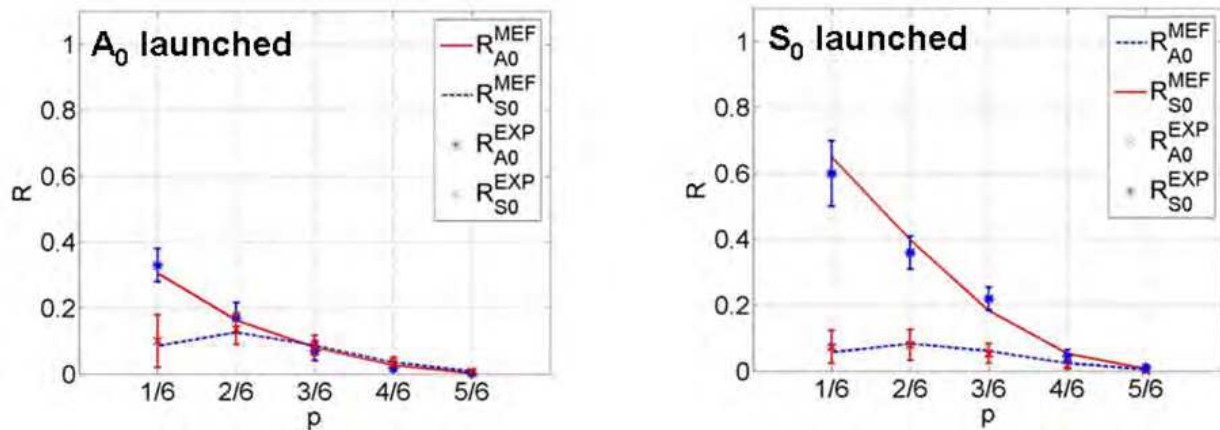 A0 launched
R
1
0.8
0.6
0.4
0.2
0
1/6 2/6 3/6 4/6 5/6
p
R_A0^MEF
R_S0^MEF
R_A0^EXP
R_S0^EXP
S0 launched
R
1
0.8
0.6
0.4
0.2
0
1/6 2/6 3/6 4/6 5/6
p
R_A0^MEF
R_S0^MEF
R_A0^EXP
R_S0^EXP